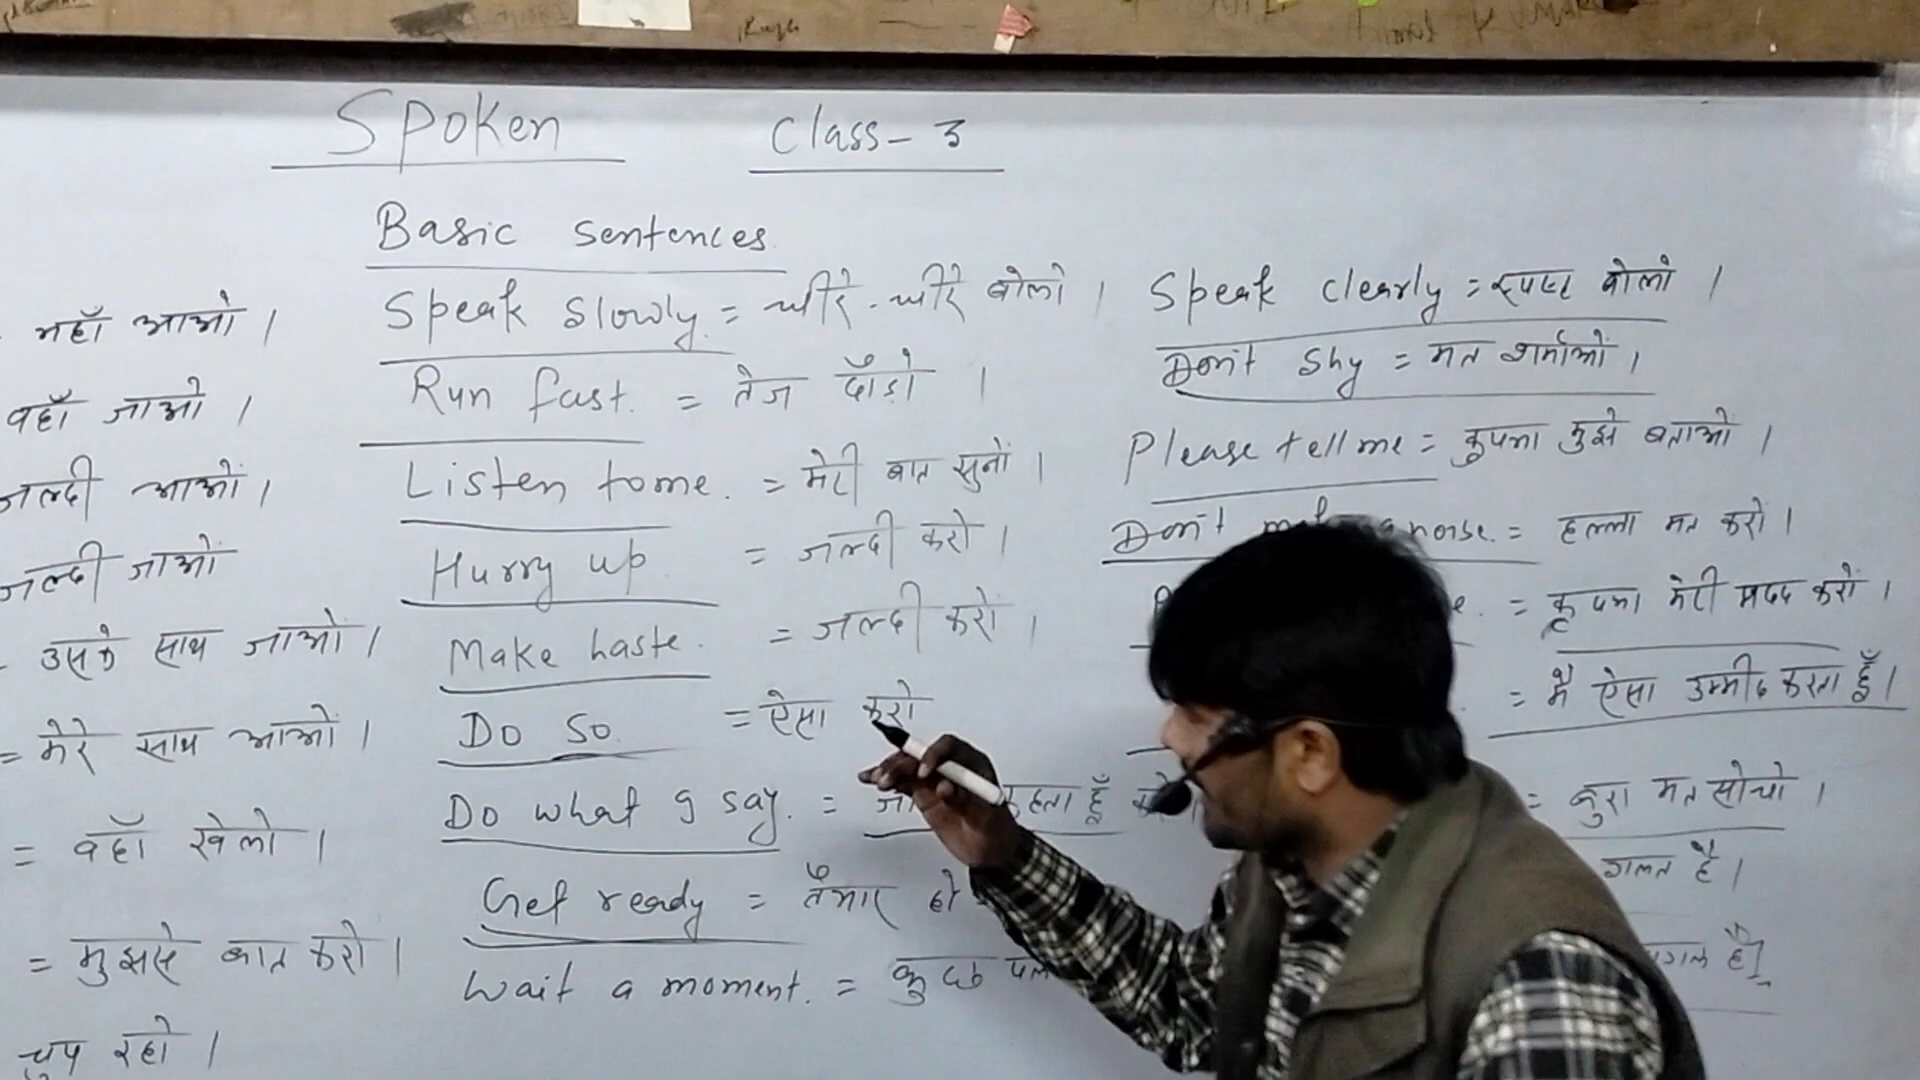 Spoken Class-3
Basic sentences
यहाँ आओ ।
वहाँ जाओ ।
जल्दी आओं ।
जल्दी जाओं
उसके साथ जाओं ।
= मेरे साथ आओं ।
= वहाँ खेलो ।
= मुझसे बात करो ।
चुप रहो ।
Speak slowly. = धीरे-धीरे बोलो ।
Run fast. = तेज दौड़ो ।
Listen to me. = मेरी बात सुनों ।
Hurry up = जल्दी करो ।
Make haste. = जल्दी करो ।
Do so. = ऐसा करो
Do what I say. = हूँ
Get ready = तैयार हो
Wait a moment. = कुछ पल
Speak clearly = स्पष्ट बोलो ।
Don't Shy = मत शर्माओं ।
Please tell me = कृपया मुझे बताओ ।
Don't noise. = हल्ला मत करो ।
= कृपया मेरी मदद करों ।
= मैं ऐसा उम्मीद करता हूँ ।
= बुरा मत सोचो ।
गलत है ।
है